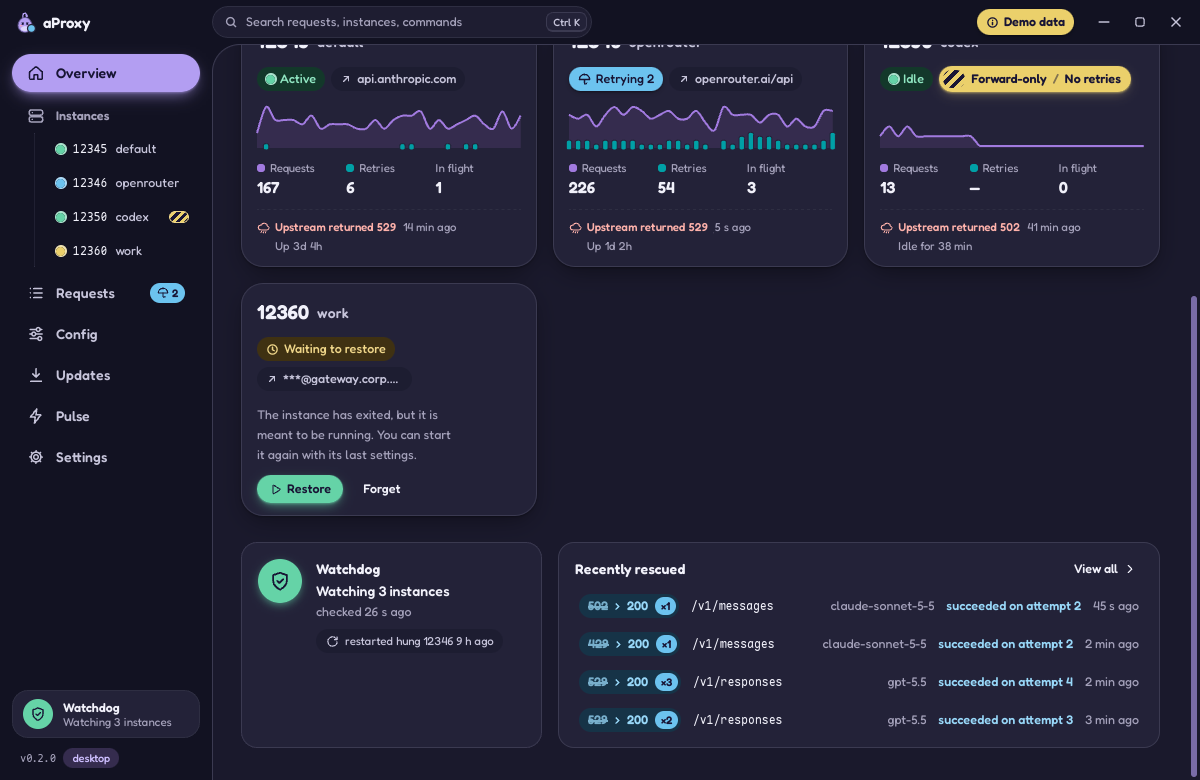 aProxy
Search requests, instances, commands
Ctrl K
Demo data
Overview
Instances
12345 default
12346 openrouter
12350 codex
12360 work
Requests
2
Config
Updates
Pulse
Settings
Watchdog
Watching 3 instances
v0.2.0 desktop
Active
api.anthropic.com
Requests Retries In flight
167 6 1
Upstream returned 529 14 min ago
Up 3d 4h
openrouter
Retrying 2
openrouter.ai/api
Requests Retries In flight
226 54 3
Upstream returned 529 5 s ago
Up 1d 2h
Idle
Forward-only / No retries
Requests Retries In flight
13 – 0
Upstream returned 502 41 min ago
Idle for 38 min
12360 work
Waiting to restore
***@gateway.corp....
The instance has exited, but it is
meant to be running. You can start
it again with its last settings.
Restore
Forget
Watchdog
Watching 3 instances
checked 26 s ago
restarted hung 12346 9 h ago
Recently rescued
View all
502 > 200 x1 /v1/messages claude-sonnet-5-5 succeeded on attempt 2 45 s ago
429 > 200 x1 /v1/messages claude-sonnet-5-5 succeeded on attempt 2 2 min ago
529 > 200 x3 /v1/responses gpt-5.5 succeeded on attempt 4 2 min ago
529 > 200 x2 /v1/responses gpt-5.5 succeeded on attempt 3 3 min ago